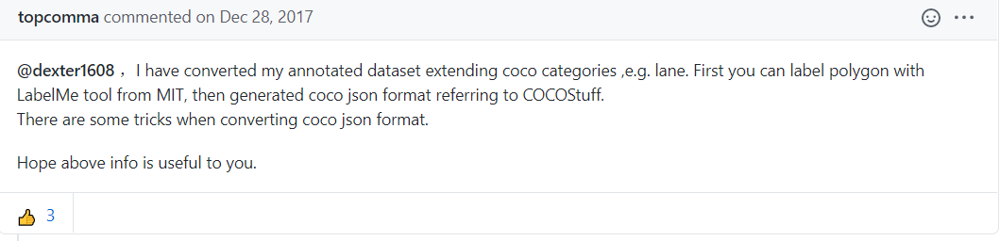 topcomma commented on Dec 28, 2017
@dexter1608 ，I have converted my annotated dataset extending coco categories ,e.g. lane. First you can label polygon with
LabelMe tool from MIT, then generated coco json format referring to COCOStuff.
There are some tricks when converting coco json format.
Hope above info is useful to you.
3